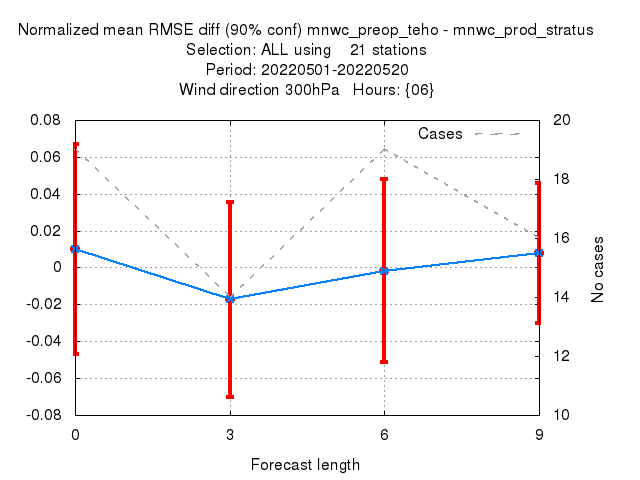 Normalized mean RMSE diff (90% conf) mnwc_preop_teho - mnwc_prod_stratus
Selection: ALL using    21 stations
Period: 20220501-20220520
Wind direction 300hPa   Hours: {06}
Cases
0.08
0.06
0.04
0.02
0
-0.02
-0.04
-0.06
-0.08
20
18
16
14
12
10
No cases
0 3 6 9
Forecast length